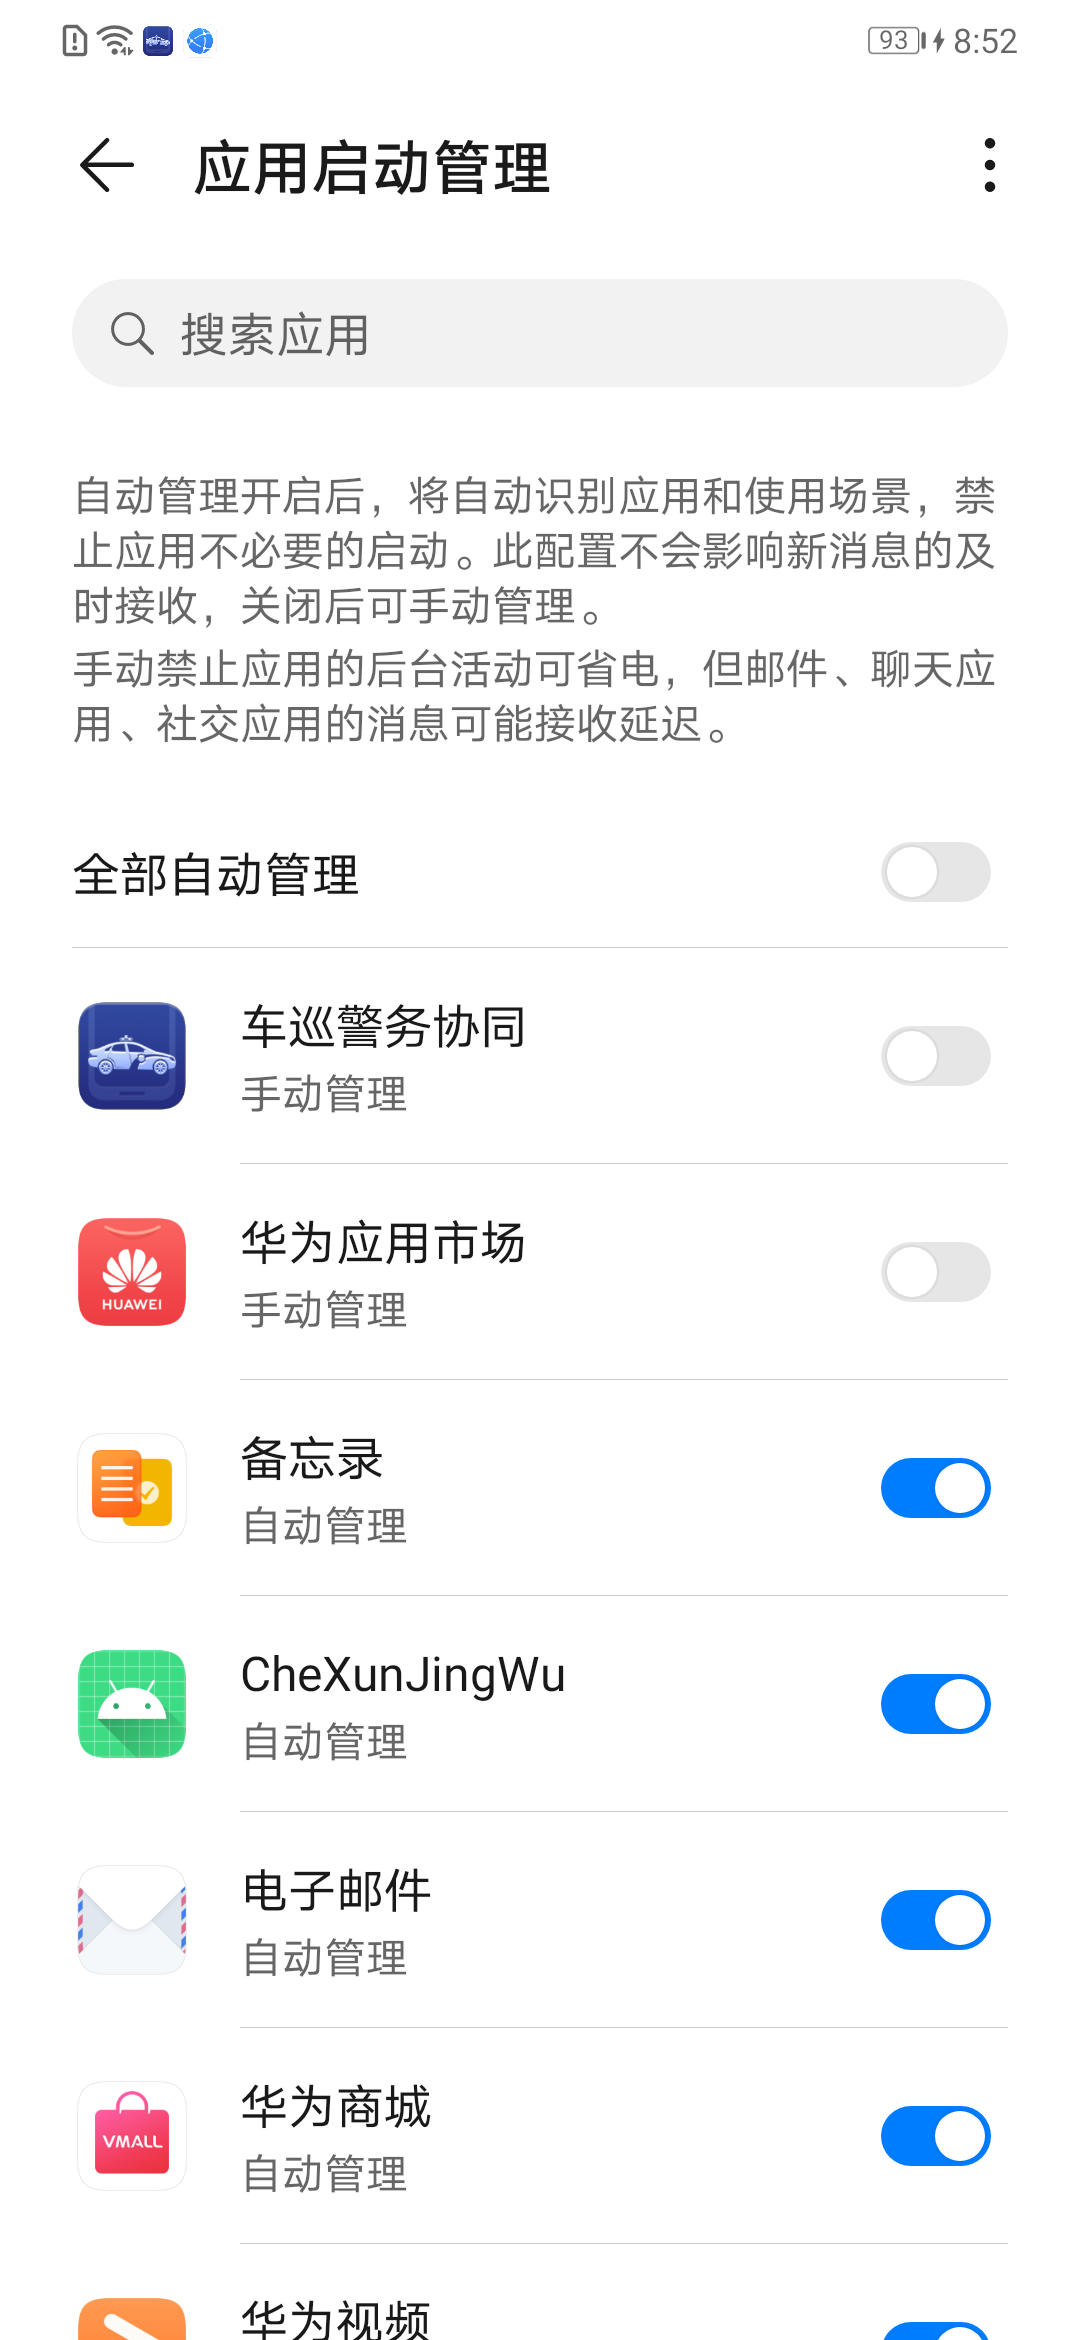 93 8:52
应用启动管理
搜索应用
自动管理开启后，将自动识别应用和使用场景，禁
止应用不必要的启动。此配置不会影响新消息的及
时接收，关闭后可手动管理。
手动禁止应用的后台活动可省电，但邮件、聊天应
用、社交应用的消息可能接收延迟。
全部自动管理
车巡警务协同
手动管理
华为应用市场
HUAWEI
手动管理
备忘录
自动管理
CheXunJingWu
自动管理
电子邮件
自动管理
华为商城
VMALL
自动管理
华为视频